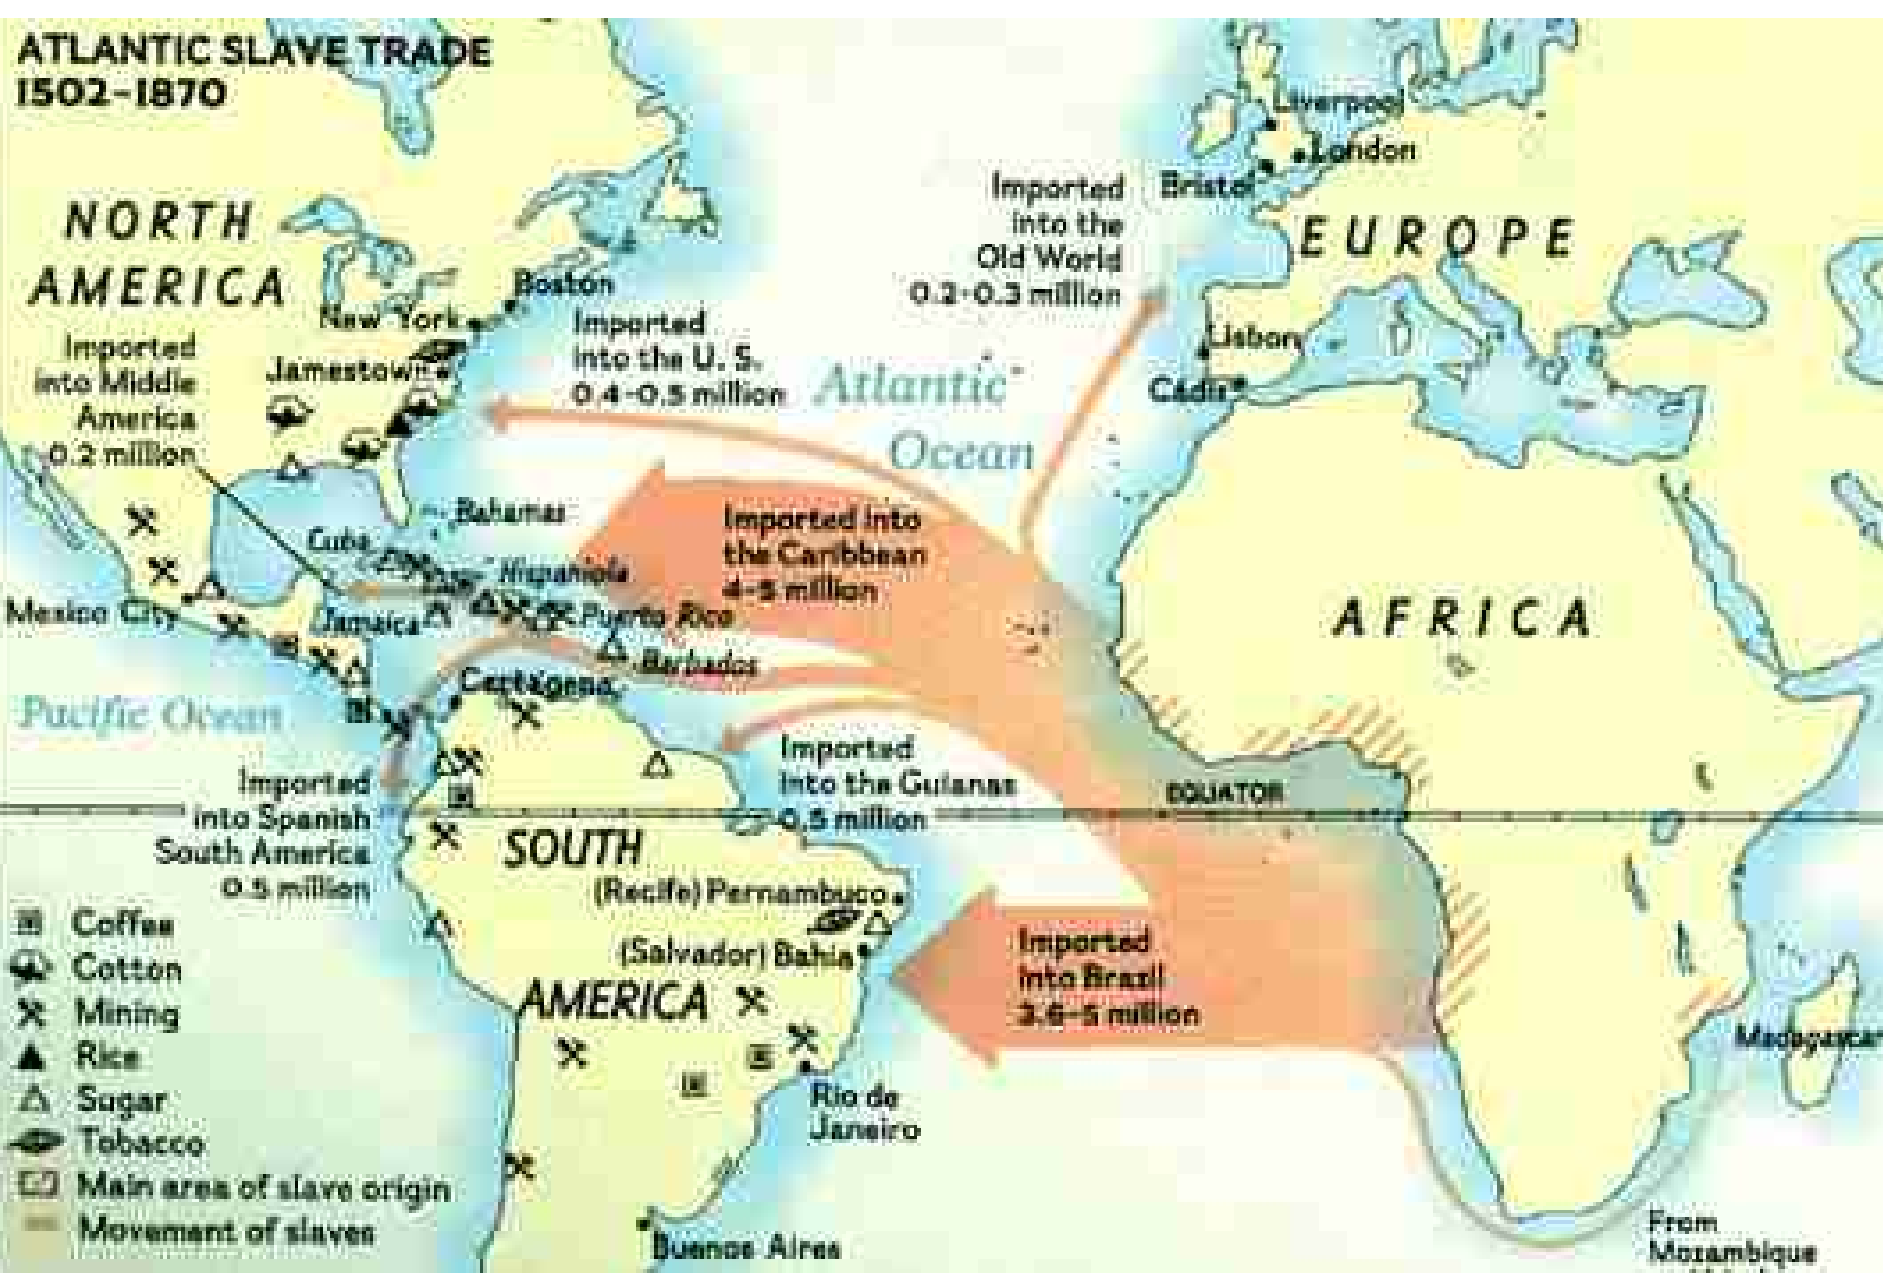 ATLANTIC SLAVE TRADE
1502–1870
NORTH
AMERICA
Boston
New York
Jamestown
Imported
into Middle
America
0.2 million
Imported
into the U. S.
0.4–0.5 million
Imported
into the
Old World
0.2-0.3 million
Liverpool
London
Bristol
EUROPE
Lisbon
Cádiz
Atlantic
Ocean
Bahamas
Cuba
Hispaniola
Jamaica
Puerto Rico
Barbados
Mexico City
Cartagena
Imported into
the Caribbean
4–5 million
AFRICA
Pacific Ocean
Imported
into the Guianas
0.5 million
EQUATOR
Imported
into Spanish
South America
0.5 million
SOUTH
AMERICA
(Recife) Pernambuco
(Salvador) Bahia
Imported
into Brazil
3.6–5 million
Rio de
Janeiro
Buenos Aires
Madagascar
From
Mozambique
Coffee
Cotton
Mining
Rice
Sugar
Tobacco
Main area of slave origin
Movement of slaves